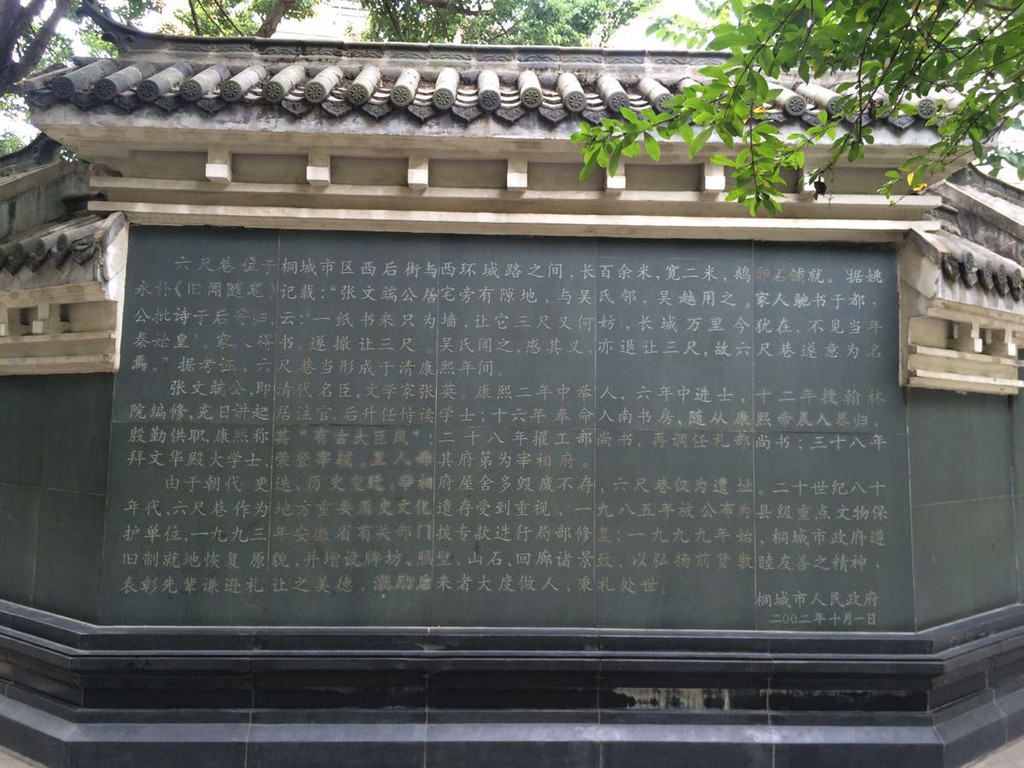 六尺巷位于桐城市区西后街与西环城路之间，长百余米，宽二米，鹅卵石铺就。据姚
永朴《旧闻随笔》记载："张文端公居宅旁有隙地，与吴氏邻，吴越用之。家人驰书于都，
公批诗于后寄归，云：一纸书来只为墙，让它三尺又何妨，长城万里今犹在，不见当年
秦始皇'。家人得书。遂撤让三尺。吴氏闻之，感其义，亦退让三尺，故六尺巷遂意为名
焉。"据考证，六尺巷当形成于清康熙年间。
张文端公，即清代名臣，文学家张英。康熙二年中举人，六年中进士，十二年授翰林
院编修，充日讲起居注官，后升任侍读学士；十六年奉命入南书房，随从康熙帝晨入暮归，
殷勤供职，康熙称其"有古大臣风"；二十八年擢工部尚书，再调任礼部尚书；三十八年
拜文华殿大学士，荣登宰辅。里人称其府第为宰相府。
由于朝代更迭，历史变迁，宰相府屋舍多毁废不存，六尺巷仅为遗址。二十世纪八十
年代，六尺巷作为地方重要历史文化遗存受到重视，一九八五年被公布为县级重点文物保
护单位，一九九三年安徽省有关部门拨专款进行局部修复；一九九九年始，桐城市政府遵
旧制就地恢复原貌，并增设牌坊、照壁、山石、回廊诸景致，以弘扬前贤敦睦友善之精神，
表彰先辈谦逊礼让之美德，激励后来者大度做人，秉礼处世
桐城市人民政府
二00二年十月一日